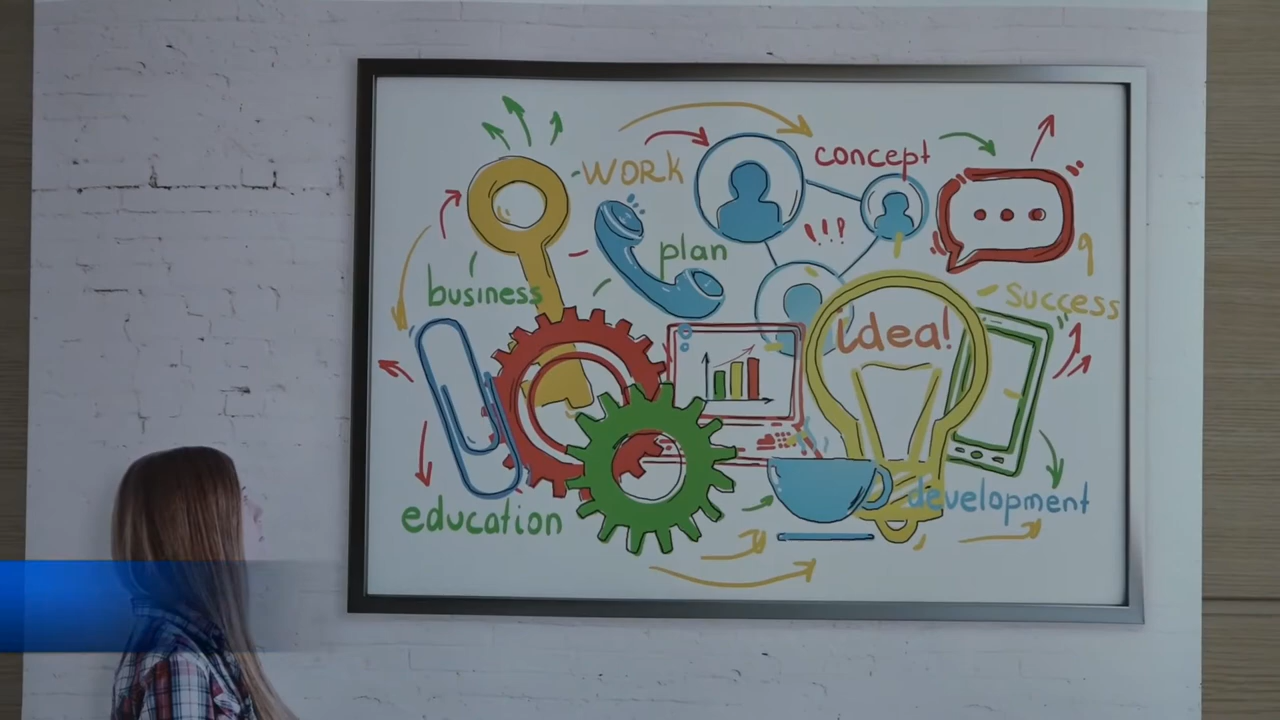 WORK
concept
plan
!!!
business
success
idea!
education
development